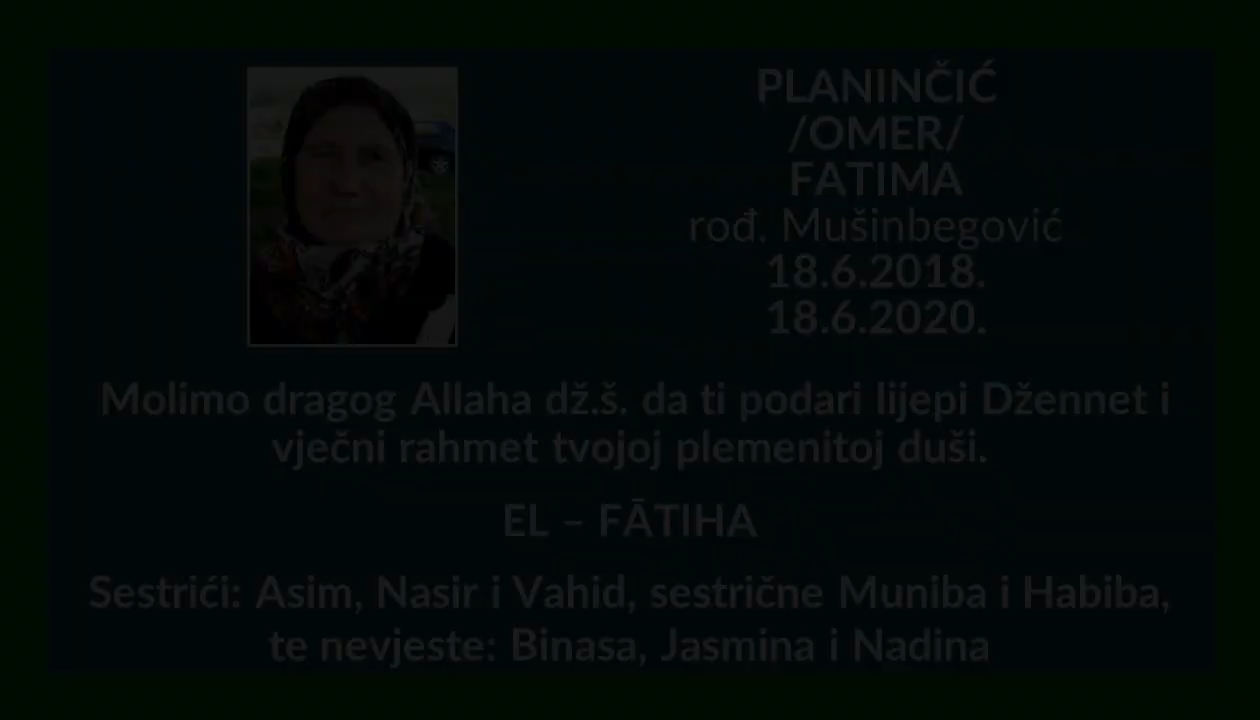 PLANINČIĆ
/OMER/
FATIMA
rođ. Mušinbegović
18.6.2018.
18.6.2020.
Molimo dragog Allaha dž.š. da ti podari lijepi Džennet i
vječni rahmet tvojoj plemenitoj duši.
EL – FĀTIHA
Sestrići: Asim, Nasir i Vahid, sestrične Muniba i Habiba,
te nevjeste: Binasa, Jasmina i Nadina